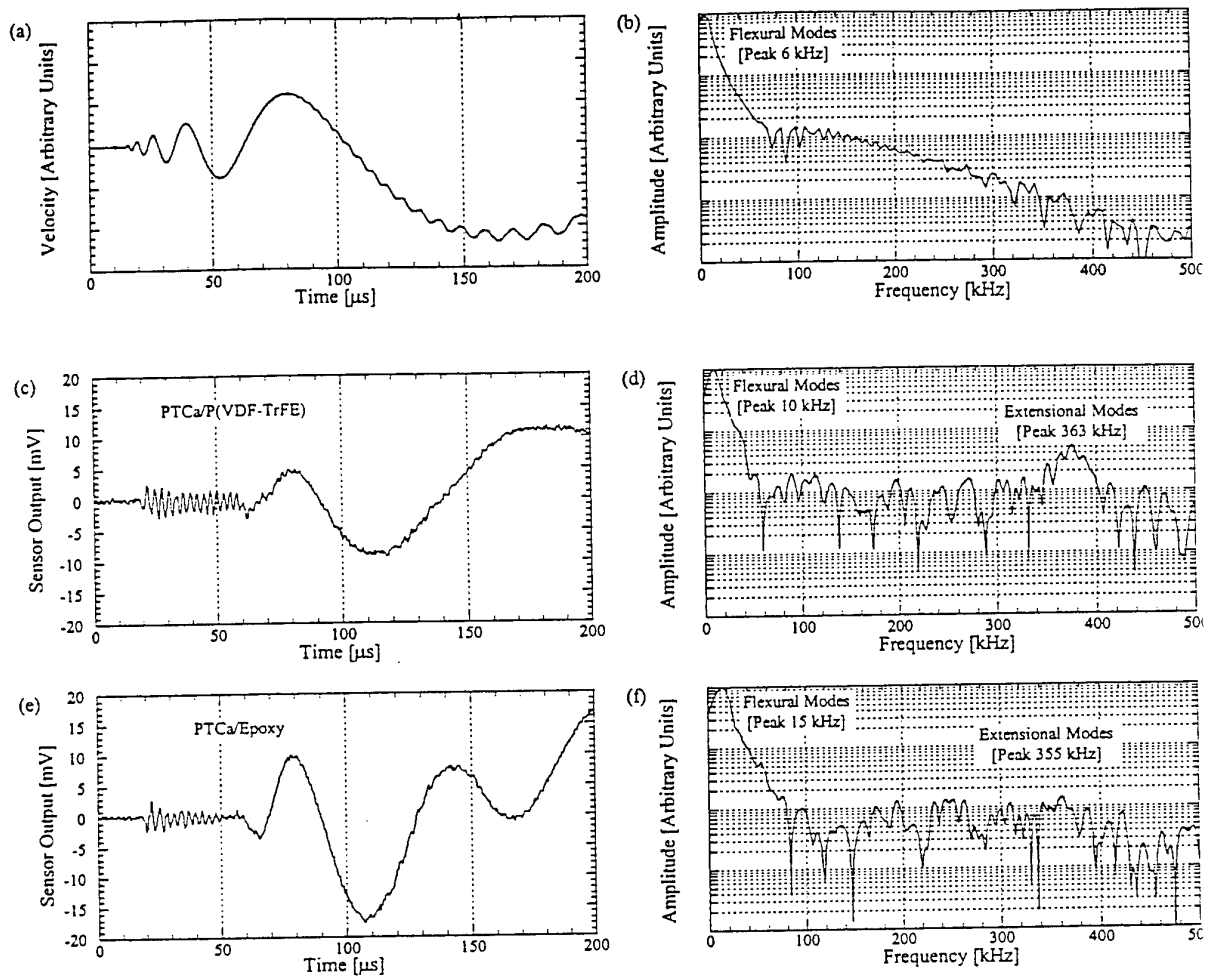 (a)
Velocity [Arbitrary Units]
0 50 100 150 200
Time [μs]
(b)
Amplitude [Arbitrary Units]
Flexural Modes
[Peak 6 kHz]
0 100 200 300 400 500
Frequency [kHz]
(c)
Sensor Output [mV]
20
15
10
5
0
-5
-10
-15
-20
PTCa/P(VDF-TrFE)
0 50 100 150 200
Time [μs]
(d)
Amplitude [Arbitrary Units]
Flexural Modes
[Peak 10 kHz]
Extensional Modes
[Peak 363 kHz]
0 100 200 300 400 500
Frequency [kHz]
(e)
Sensor Output [mV]
20
15
10
5
0
-5
-10
-15
-20
PTCa/Epoxy
0 50 100 150 200
Time [μs]
(f)
Amplitude [Arbitrary Units]
Flexural Modes
[Peak 15 kHz]
Extensional Modes
[Peak 355 kHz]
0 100 200 300 400 500
Frequency [kHz]